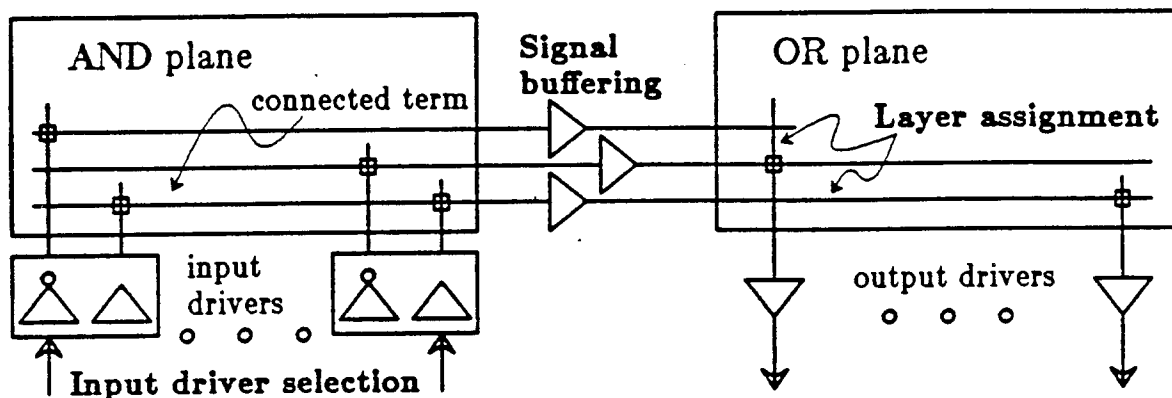 AND plane
connected term
Signal
buffering
OR plane
Layer assignment
input
drivers
output drivers
Input driver selection